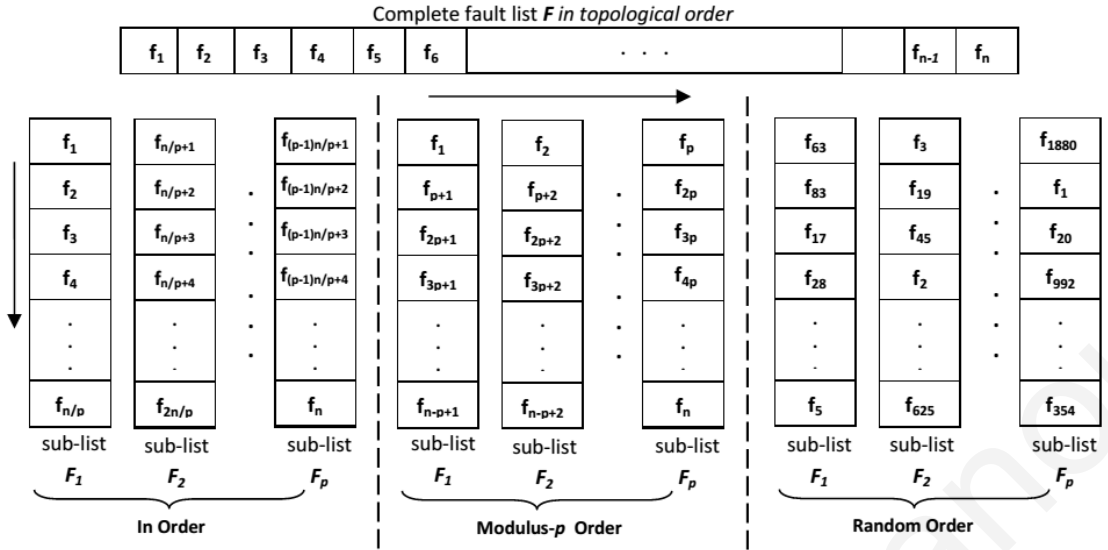 Complete fault list F in topological order
f1 f2 f3 f4 f5 f6 . . . fn-1 fn
f1 fn/p+1 f(p-1)n/p+1 f1 f2 fp f63 f3 f1880
f2 fn/p+2 f(p-1)n/p+2 fp+1 fp+2 f2p f83 f19 f1
f3 fn/p+3 f(p-1)n/p+3 f2p+1 f2p+2 f3p f17 f45 f20
f4 fn/p+4 f(p-1)n/p+4 f3p+1 f3p+2 f4p f28 f2 f992
fn/p f2n/p fn fn-p+1 fn-p+2 fn f5 f625 f354
sub-list sub-list sub-list sub-list sub-list sub-list sub-list sub-list sub-list
F1 F2 Fp F1 F2 Fp F1 F2 Fp
In Order Modulus-p Order Random Order